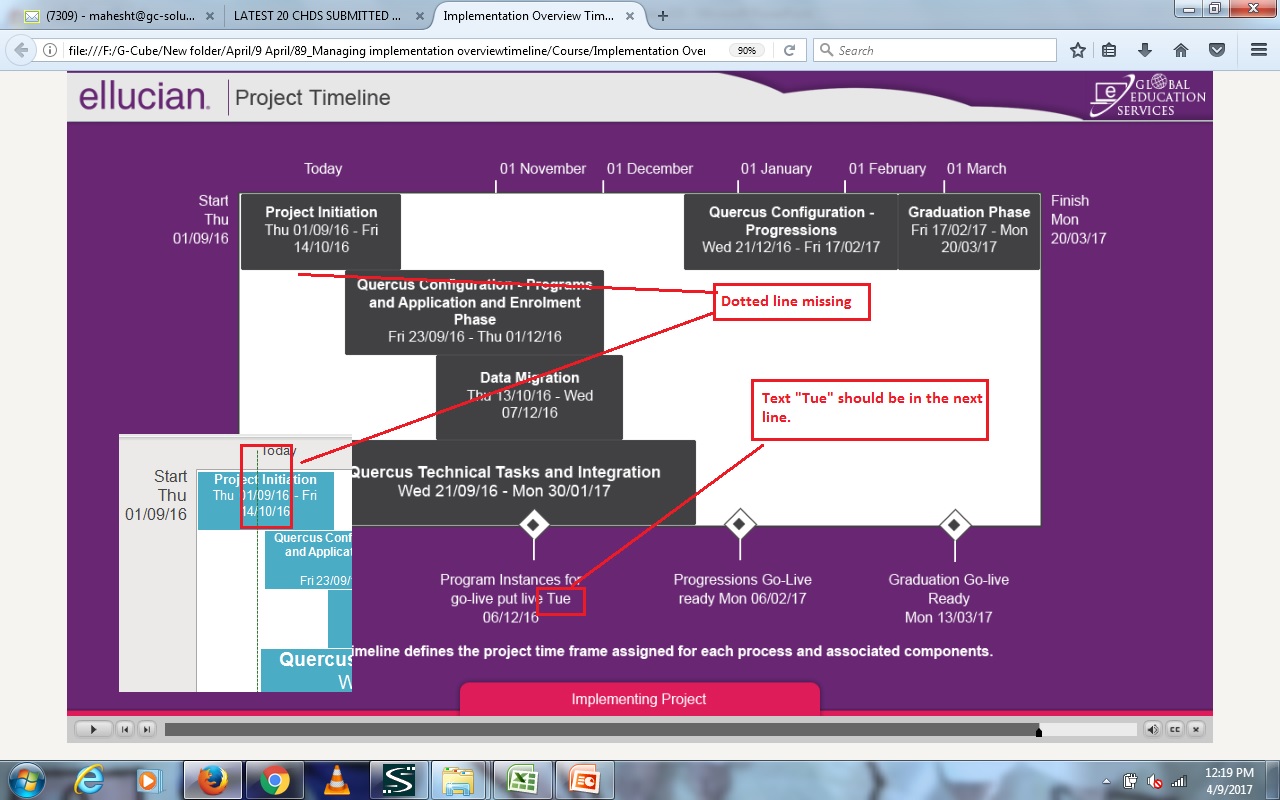 (7309) - mahesht@gc-solu...
LATEST 20 CHDS SUBMITTED ...
Implementation Overview Tim...
file:///F:/G-Cube/New folder/April/9 April/89_Managing implementation overviewtimeline/Course/Implementation Over
90%
Search
ellucian.
Project Timeline
GLOBAL
EDUCATION
SERVICES
Today
01 November
01 December
01 January
01 February
01 March
Start
Thu
01/09/16
Project Initiation
Thu 01/09/16 - Fri
14/10/16
Quercus Configuration -
Progressions
Wed 21/12/16 - Fri 17/02/17
Graduation Phase
Fri 17/02/17 - Mon
20/03/17
Finish
Mon
20/03/17
Quercus Configuration - Programs
and Application and Enrolment
Phase
Fri 23/09/16 - Thu 01/12/16
Dotted line missing
Data Migration
Thu 13/10/16 - Wed
07/12/16
Text "Tue" should be in the next
line.
Quercus Technical Tasks and Integration
Wed 21/09/16 - Mon 30/01/17
Today
Start
Thu
01/09/16
Project Initiation
Thu 01/09/16 - Fri
14/10/16
Quercus Conf
and Applica
Fri 23/09/
Quercus
W
Program Instances for
go-live put live Tue
06/12/16
Progressions Go-Live
ready Mon 06/02/17
Graduation Go-live
Ready
Mon 13/03/17
imeline defines the project time frame assigned for each process and associated components.
Implementing Project
CC
12:19 PM
4/9/2017